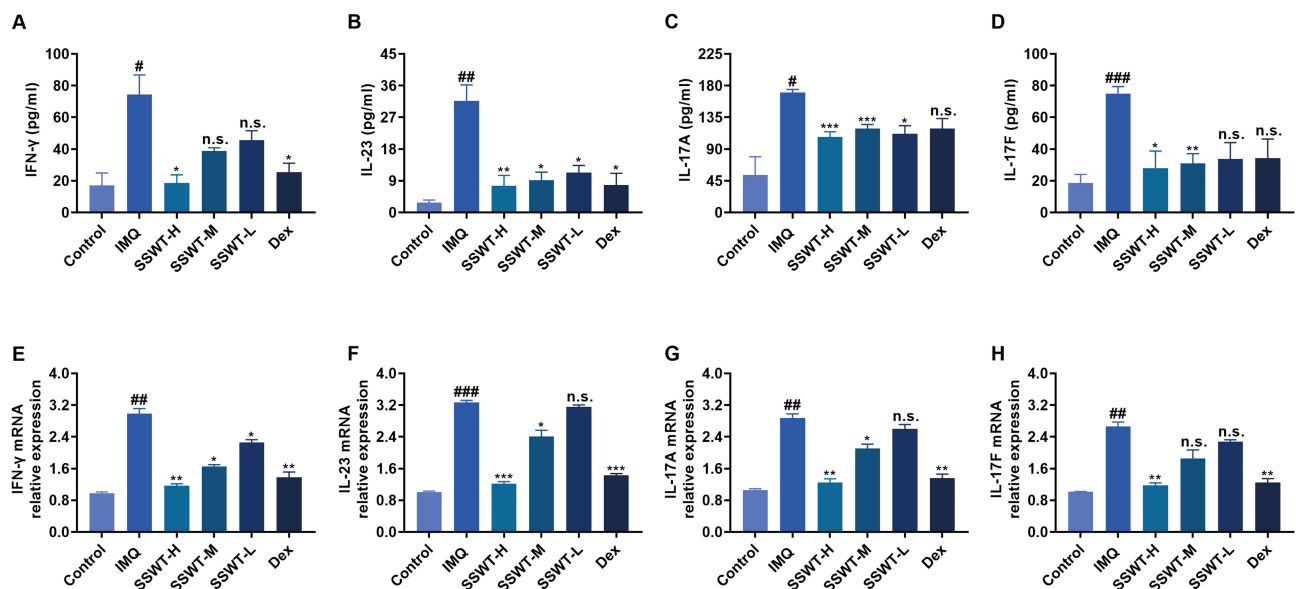 A
IFN-γ (pg/ml)
100
80
60
40
20
0
#
*
n.s.
n.s.
*
Control
IMQ
SSWT-H
SSWT-M
SSWT-L
Dex
B
IL-23 (pg/ml)
45
36
27
18
9
0
##
**
*
*
*
Control
IMQ
SSWT-H
SSWT-M
SSWT-L
Dex
C
IL-17A (pg/ml)
225
180
135
90
45
0
#
***
***
*
n.s.
Control
IMQ
SSWT-H
SSWT-M
SSWT-L
Dex
D
IL-17F (pg/ml)
100
80
60
40
20
0
###
*
**
n.s.
n.s.
Control
IMQ
SSWT-H
SSWT-M
SSWT-L
Dex
E
IFN-γ mRNA
relative expression
4.0
3.2
2.4
1.6
0.8
0.0
##
**
*
*
**
Control
IMQ
SSWT-H
SSWT-M
SSWT-L
Dex
F
IL-23 mRNA
relative expression
4.0
3.2
2.4
1.6
0.8
0.0
###
***
*
n.s.
***
Control
IMQ
SSWT-H
SSWT-M
SSWT-L
Dex
G
IL-17A mRNA
relative expression
4.0
3.2
2.4
1.6
0.8
0.0
##
**
*
n.s.
**
Control
IMQ
SSWT-H
SSWT-M
SSWT-L
Dex
H
IL-17F mRNA
relative expression
4.0
3.2
2.4
1.6
0.8
0.0
##
**
n.s.
n.s.
**
Control
IMQ
SSWT-H
SSWT-M
SSWT-L
Dex